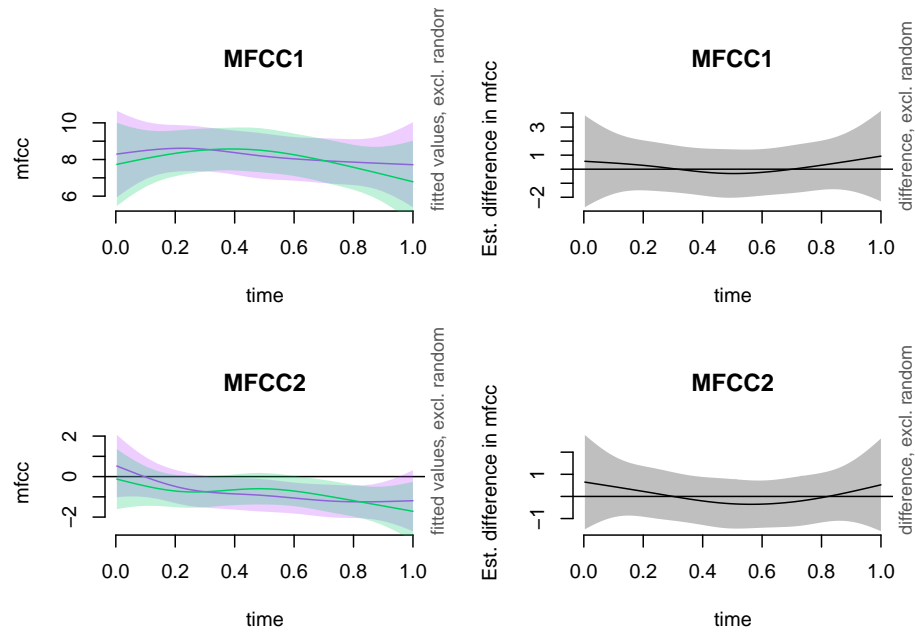 MFCC1
mfcc
10
8
6
0.0 0.2 0.4 0.6 0.8 1.0
time
fitted values, excl. random
MFCC1
Est. difference in mfcc
3
1
−2
0.0 0.2 0.4 0.6 0.8 1.0
time
difference, excl. random
MFCC2
mfcc
2
0
−2
0.0 0.2 0.4 0.6 0.8 1.0
time
fitted values, excl. random
MFCC2
Est. difference in mfcc
1
−1
0.0 0.2 0.4 0.6 0.8 1.0
time
difference, excl. random